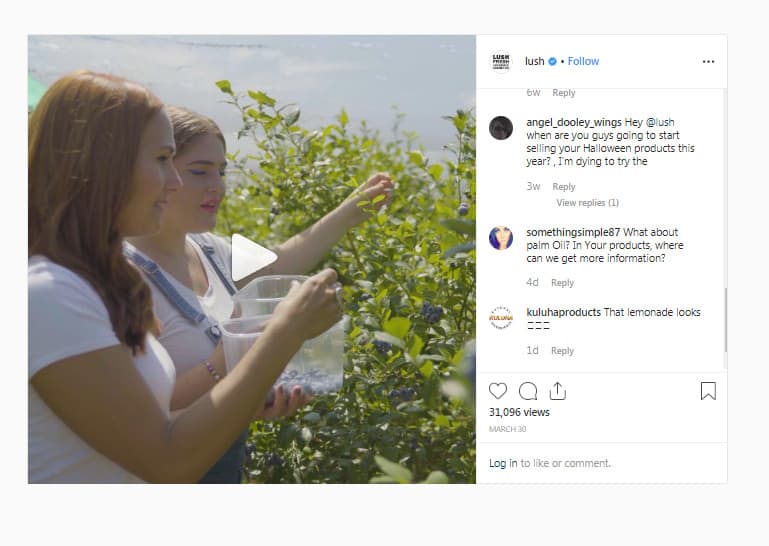 LUSH
FRESH
lush • Follow
6w Reply
angel_dooley_wings Hey @lush
when are you guys going to start
selling your Halloween products this
year? , I'm dying to try the
3w Reply
View replies (1)
somethingsimple87 What about
palm Oil? In Your products, where
can we get more information?
4d Reply
KULUHA
kuluhaproducts That lemonade looks
1d Reply
31,096 views
MARCH 30
Log in to like or comment.